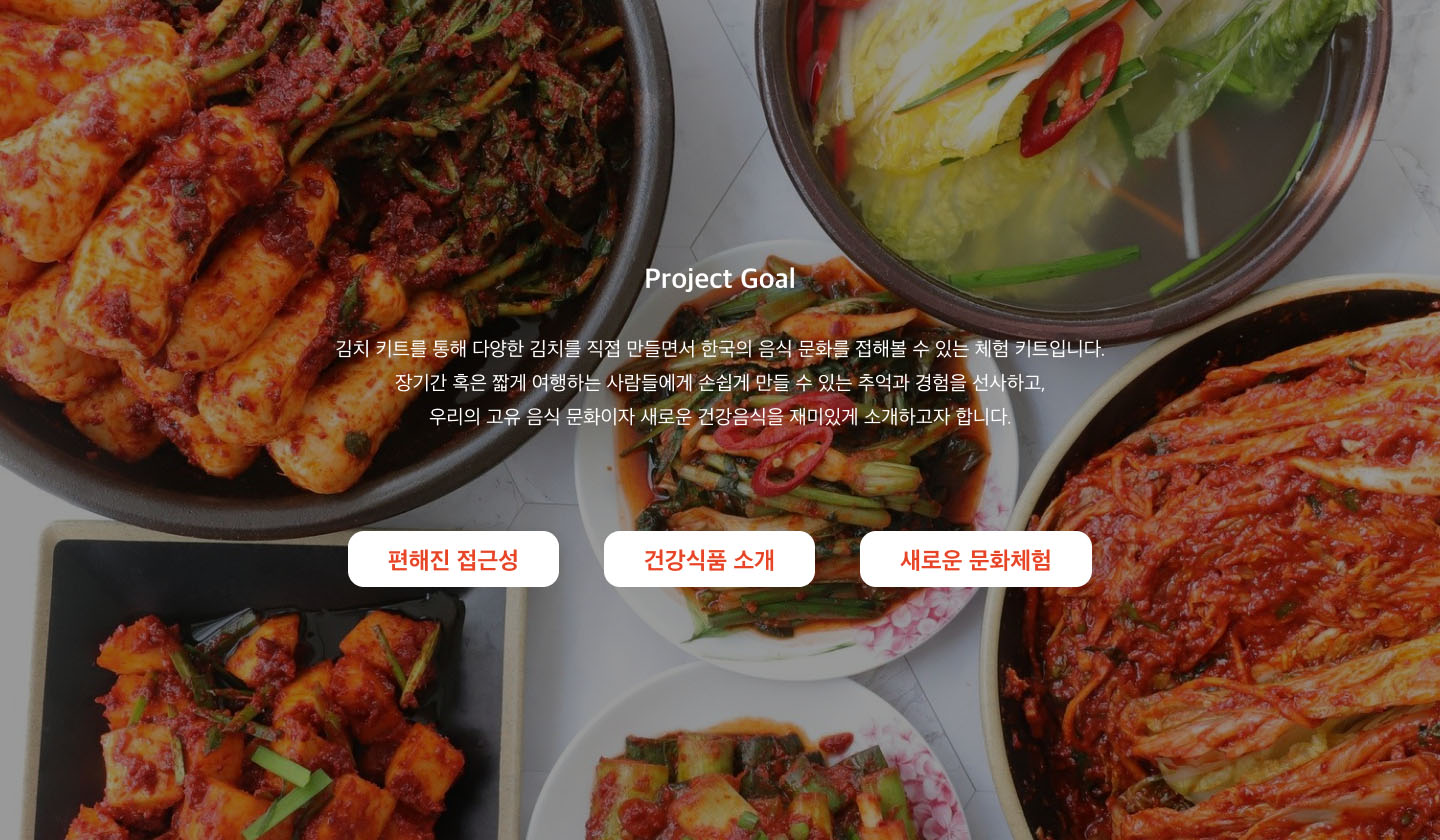 Project Goal
김치 키트를 통해 다양한 김치를 직접 만들면서 한국의 음식 문화를 접해볼 수 있는 체험 키트입니다.
장기간 혹은 짧게 여행하는 사람들에게 손쉽게 만들 수 있는 추억과 경험을 선사하고,
우리의 고유 음식 문화이자 새로운 건강음식을 재미있게 소개하고자 합니다.
편해진 접근성
건강식품 소개
새로운 문화체험